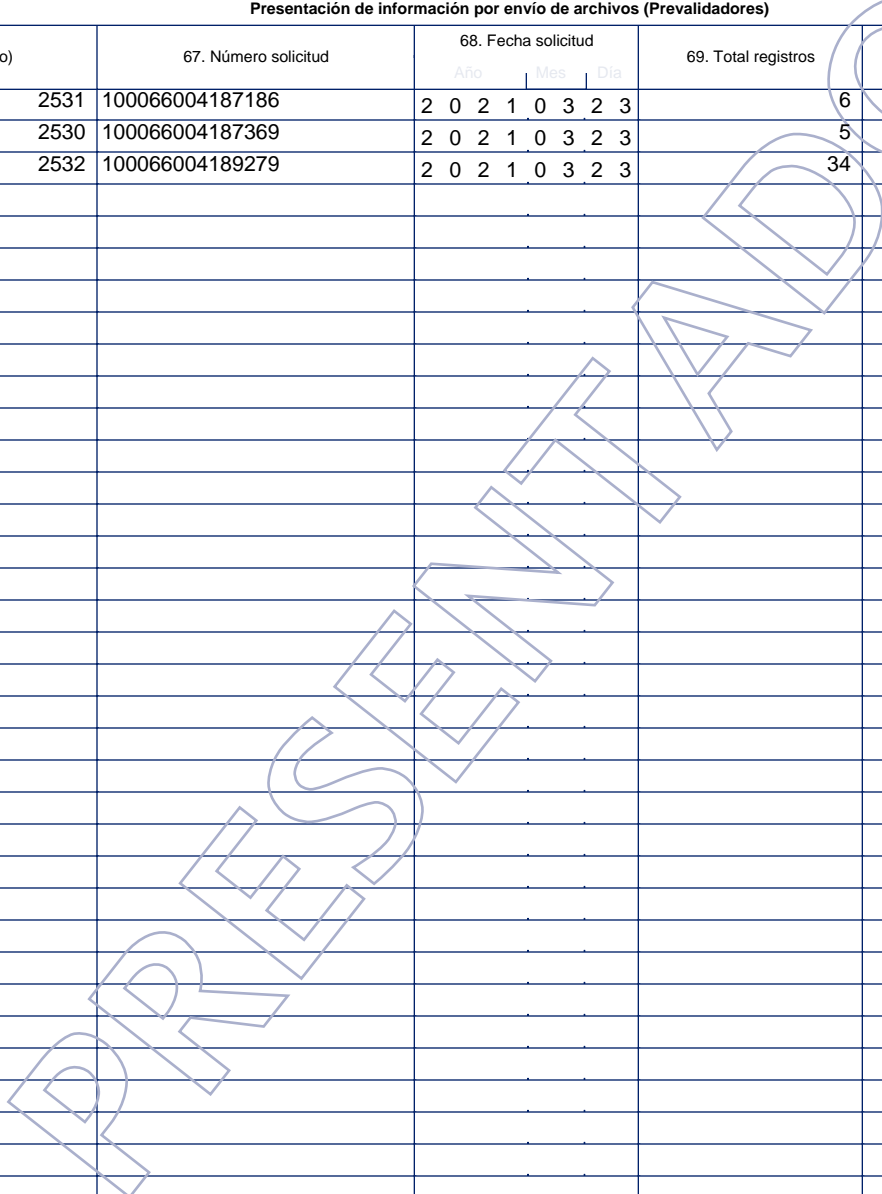 Presentación de información por envío de archivos (Prevalidadores)
o) 67. Número solicitud 68. Fecha solicitud 69. Total registros
Año Mes Día
2531 100066004187186 2 0 2 1 0 3 2 3 6
2530 100066004187369 2 0 2 1 0 3 2 3 5
2532 100066004189279 2 0 2 1 0 3 2 3 34
PRESENTADO